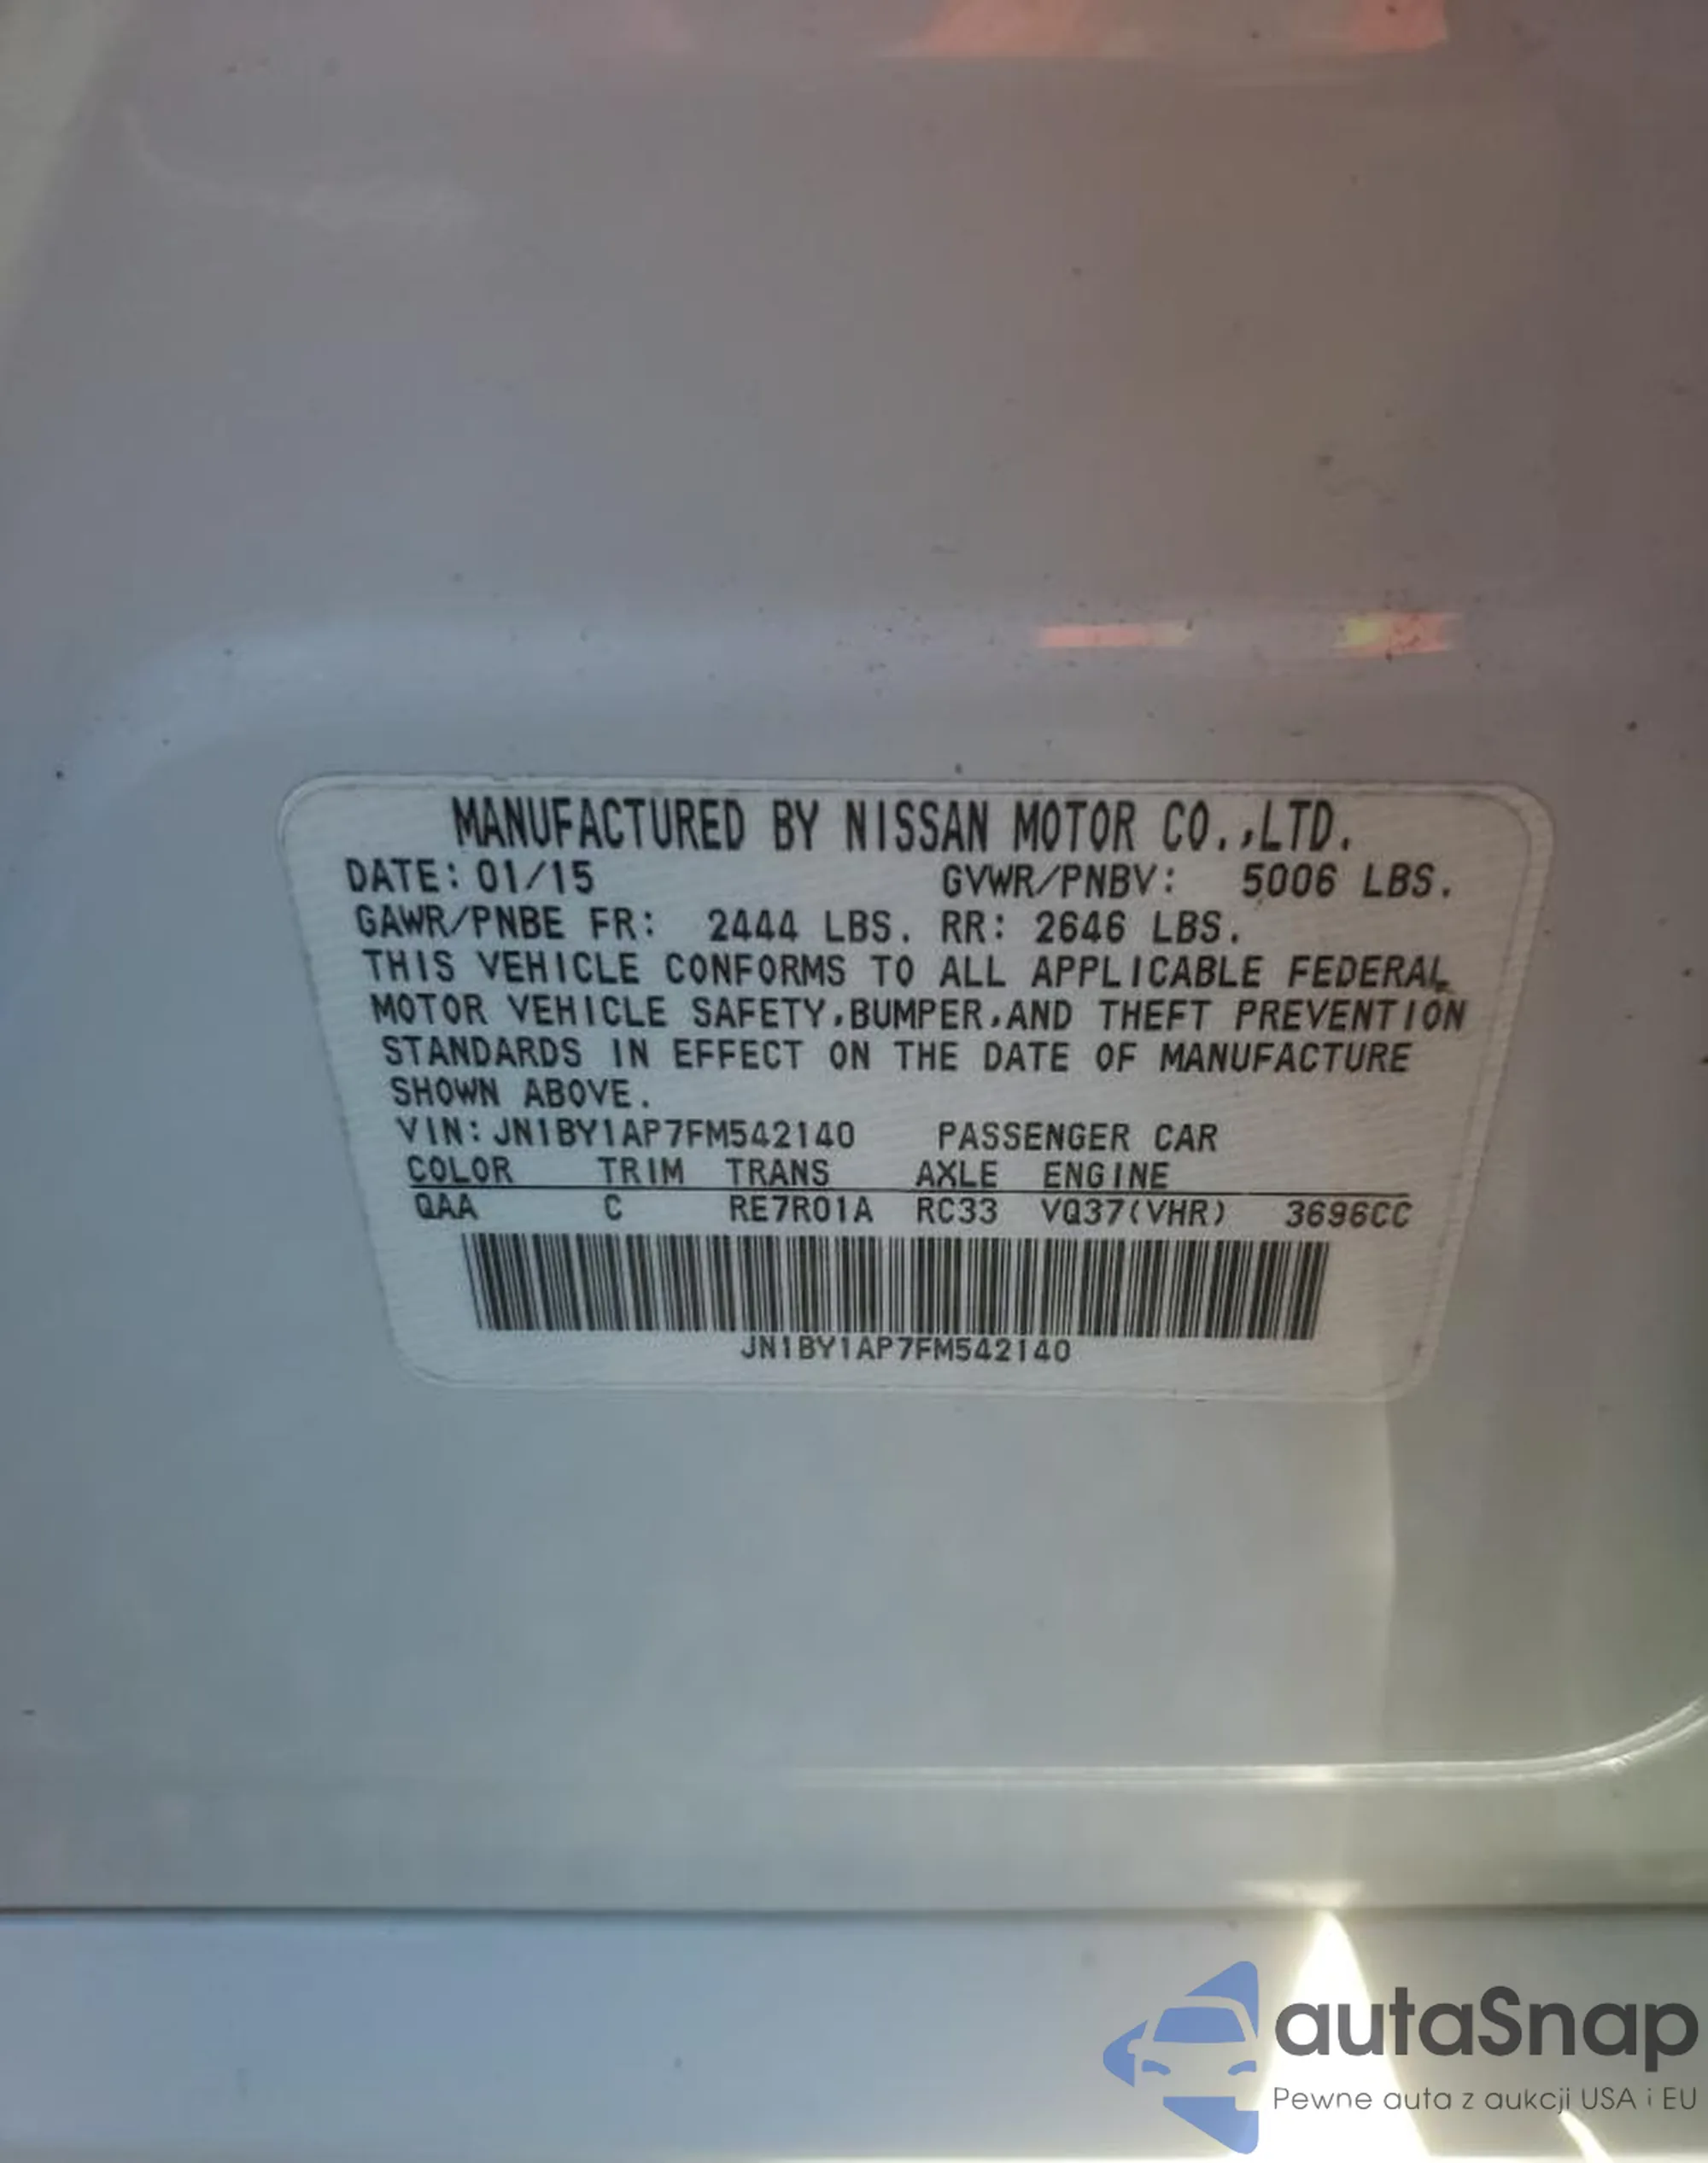 MANUFACTURED BY NISSAN MOTOR CO.,LTD.
DATE: 01/15 GVWR/PNBV: 5006 LBS.
GAWR/PNBE FR: 2444 LBS. RR: 2646 LBS.
THIS VEHICLE CONFORMS TO ALL APPLICABLE FEDERAL
MOTOR VEHICLE SAFETY,BUMPER,AND THEFT PREVENTION
STANDARDS IN EFFECT ON THE DATE OF MANUFACTURE
SHOWN ABOVE.
VIN: JN1BY1AP7FM542140 PASSENGER CAR
COLOR TRIM TRANS AXLE ENGINE
QAA C RE7R01A RC33 VQ37(VHR) 3696CC
JN1BY1AP7FM542140
autaSnap
Pewne auta z aukcji USA i EU